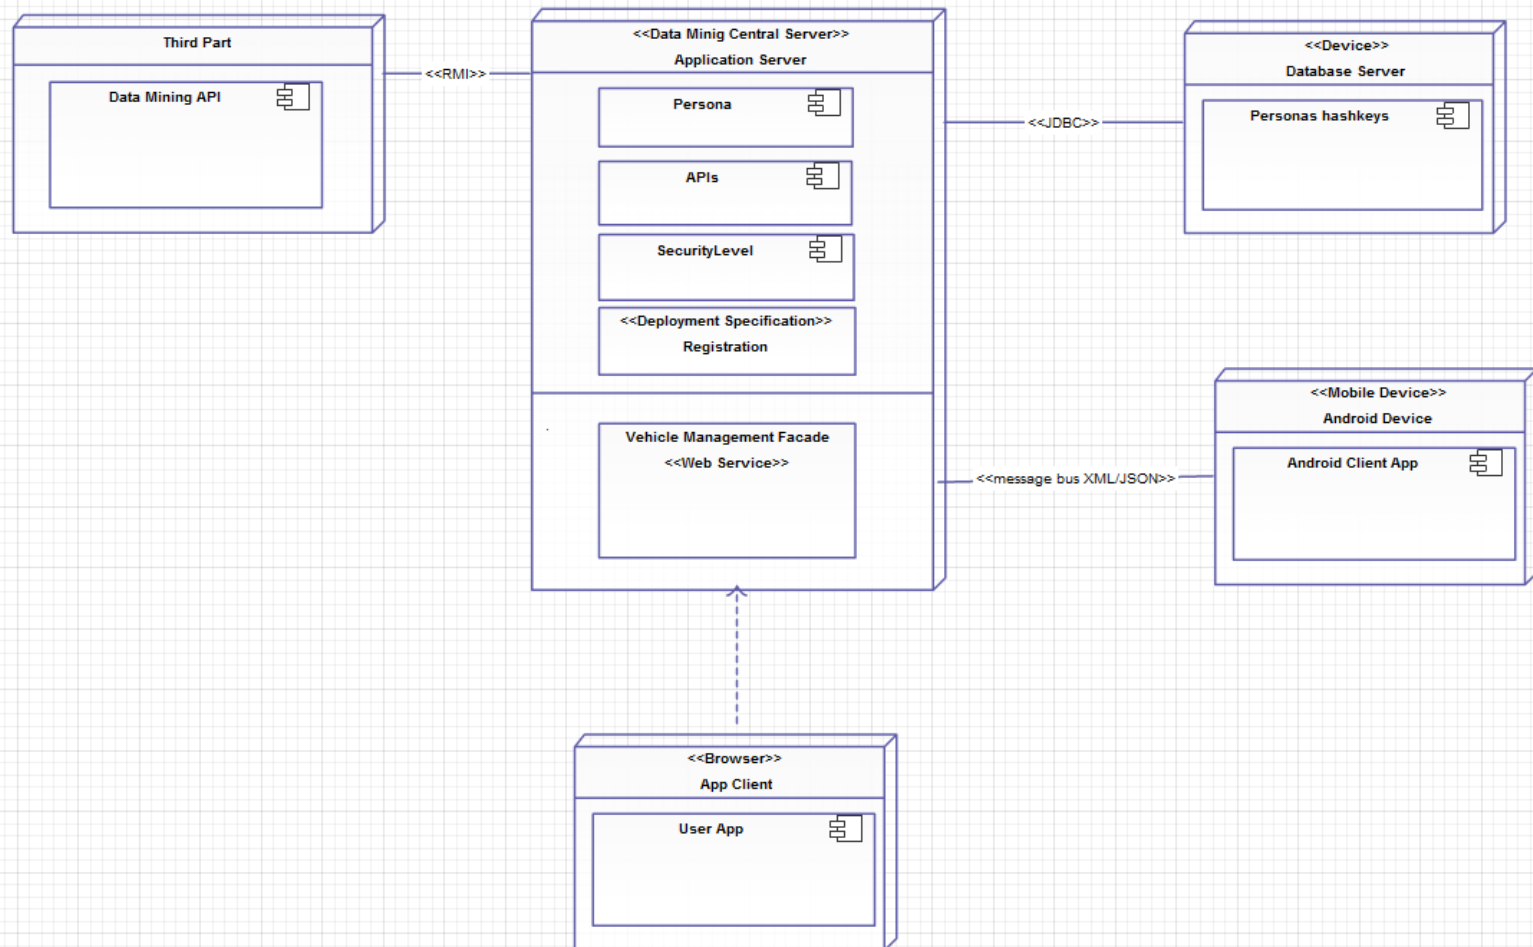 Third Part
Data Mining API
<<RMI>>
<<Data Minig Central Server>>
Application Server
Persona
APIs
SecurityLevel
<<Deployment Specification>>
Registration
Vehicle Management Facade
<<Web Service>>
<<JDBC>>
<<Device>>
Database Server
Personas hashkeys
<<message bus XML/JSON>>
<<Mobile Device>>
Android Device
Android Client App
<<Browser>>
App Client
User App